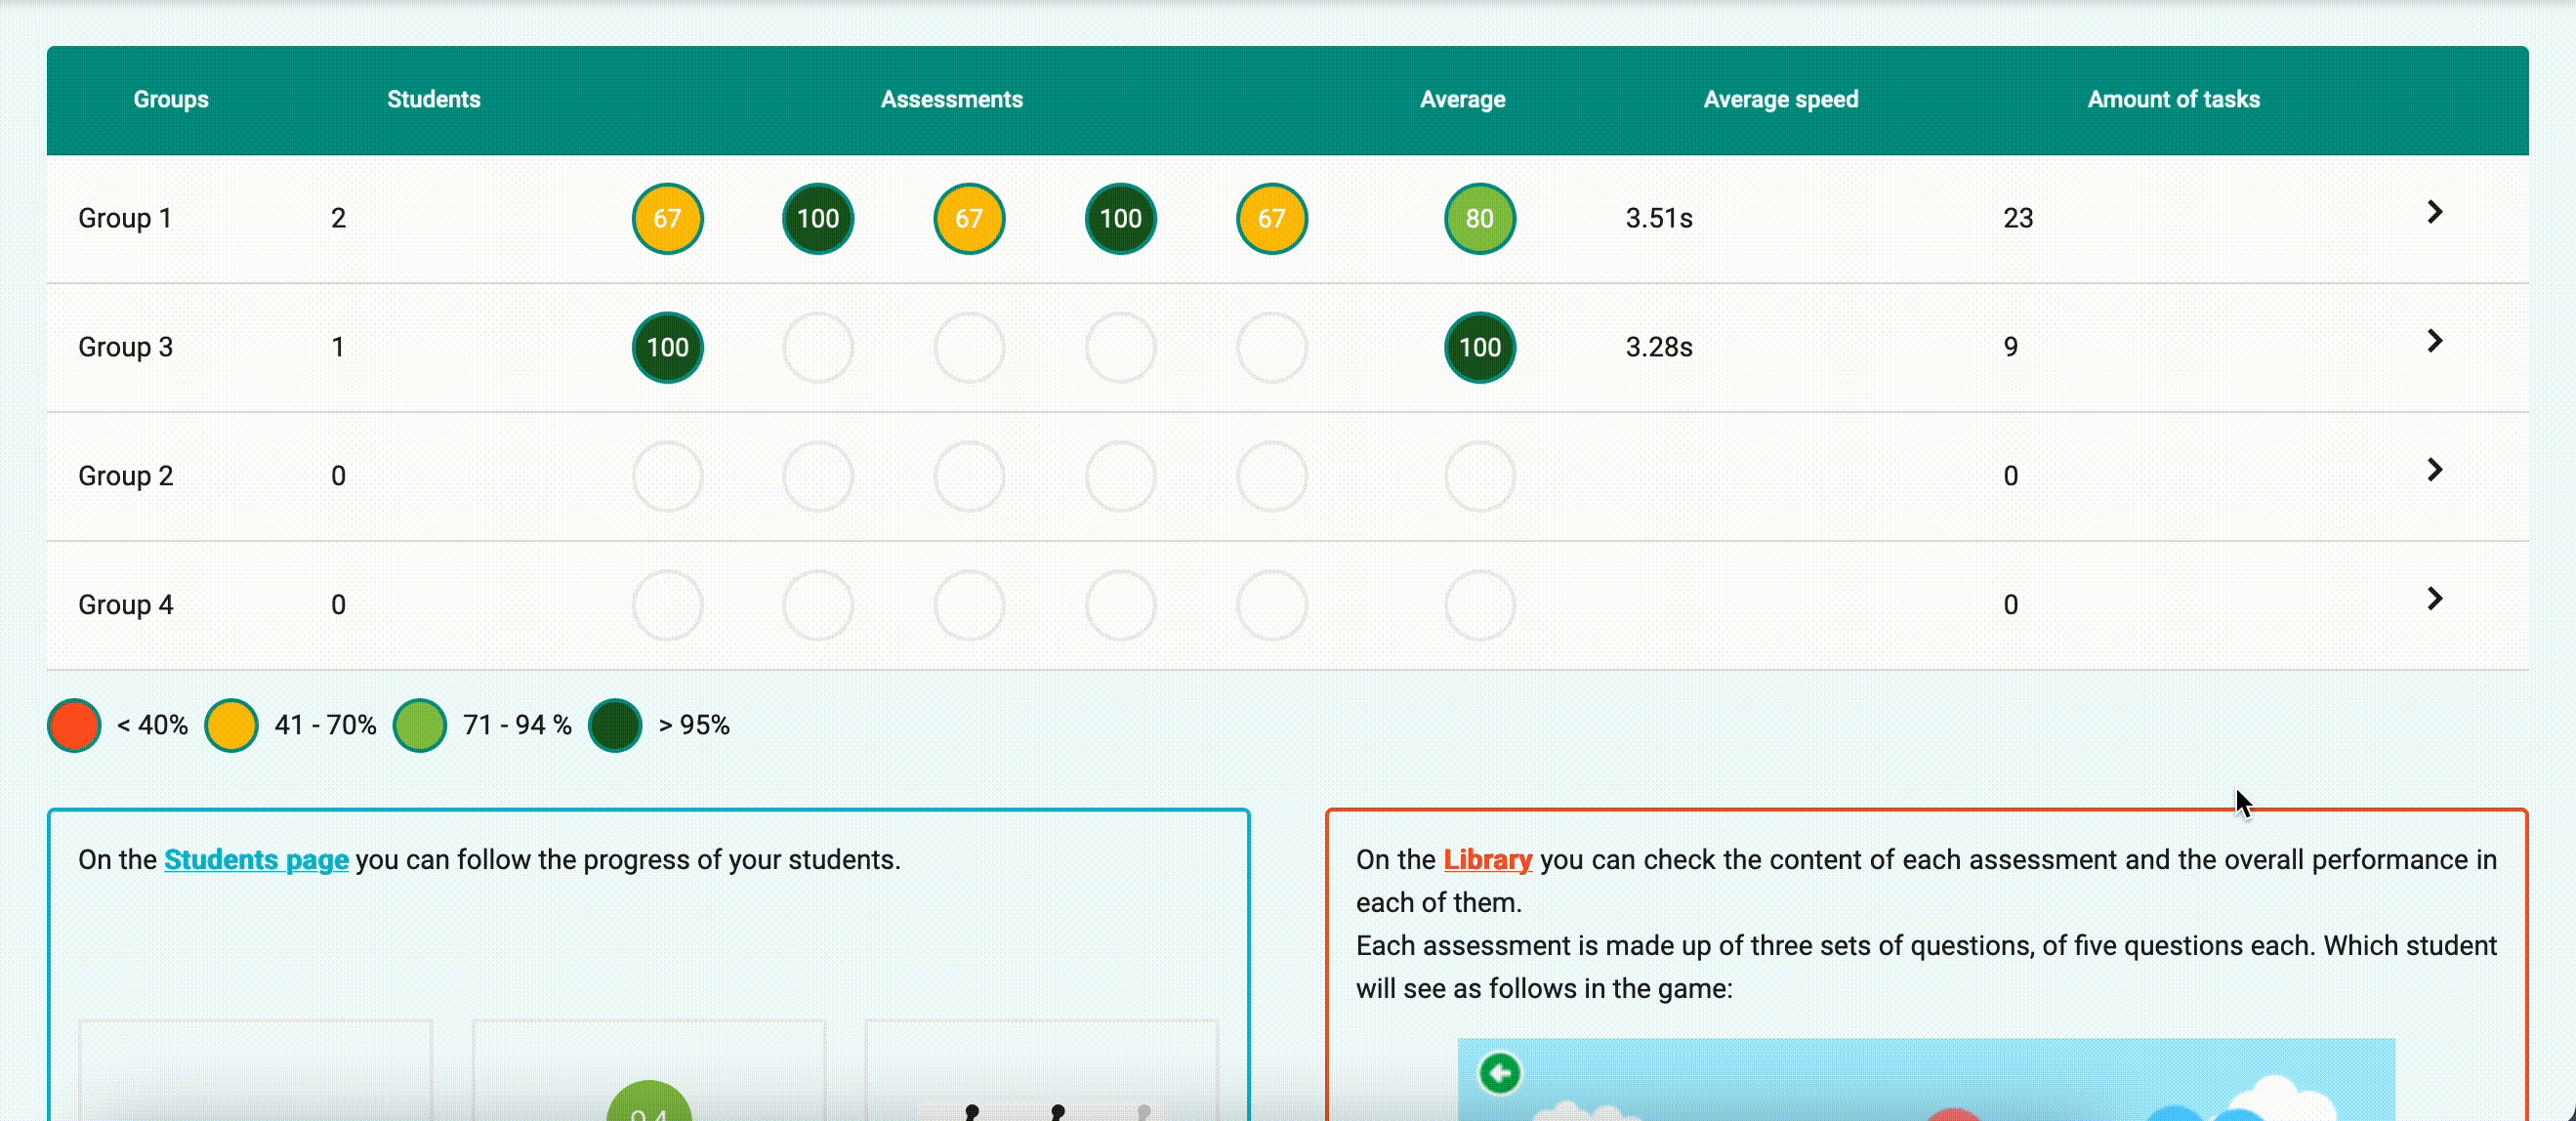 Groups Students Assessments Average Average speed Amount of tasks
Group 1 2 67 100 67 100 67 80 3.51s 23
Group 3 1 100 100 3.28s 9
Group 2 0 0
Group 4 0 0
< 40% 41 - 70% 71 - 94 % > 95%
On the Students page you can follow the progress of your students.
On the Library you can check the content of each assessment and the overall performance in
each of them.
Each assessment is made up of three sets of questions, of five questions each. Which student
will see as follows in the game: